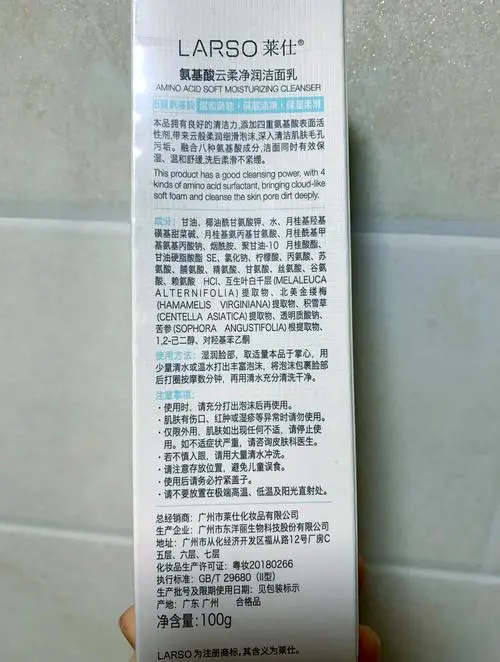 LARSO 莱仕®
氨基酸云柔净润洁面乳
AMINO ACID SOFT MOISTURIZING CLEANSER
温和亲肤·深层洁净·保湿柔滑
本品拥有良好的清洁力,添加四重氨基酸表面活
性剂,带来云般柔润细滑泡沫,深入清洁肌肤毛孔
污垢。融合八种氨基酸成分,洁面同时有效保
湿、温和舒缓,洗后柔滑不紧绷。
This product has a good cleansing power, with 4
kinds of amino acid surfactant, bringing cloud-like
soft foam and cleanse the skin pore dirt deeply.
成分：甘油、椰油酰甘氨酸钾、水、月桂基羟基
磺基甜菜碱、月桂基氨丙基甘氨酸、月桂酰基甲
基氨基丙酸钠、烟酰胺、聚甘油-10 月桂酸酯、
甘油硬脂酸酯 SE、氯化钠、柠檬酸、丙氨酸、苏
氨酸、脯氨酸、精氨酸、甘氨酸、丝氨酸、谷氨
酸、赖氨酸 HCl、互生叶白千层(MELALEUCA
ALTERNIFOLIA) 提取物、北美金缕梅
(HAMAMELIS VIRGINIANA)提取物、积雪草
(CENTELLA ASIATICA)提取物、透明质酸钠、
苦参(SOPHORA ANGUSTIFOLIA)根提取物、
1,2-己二醇、对羟基苯乙酮
使用方法：湿润脸部，取适量本品于掌心，用
少量清水或温水打出丰富泡沫，将泡沫包裹脸部
后打圈按摩数分钟，再用清水充分清洗干净。
注意事项：
·使用时，请充分打出泡沫后再使用。
·肌肤有伤口、红肿或湿疹等异常时请勿使用。
·仅限外用，肌肤如出现任何不适，请停止使
用。如不适症状严重，请咨询皮肤科医生。
·若不慎入眼，请用大量清水冲洗。
·请注意存放位置，避免儿童误食。
·使用后请务必拧紧盖子。
·请不要放置在极端高温、低温及阳光直射处。
总经销商：广州市莱仕化妆品有限公司
生产企业：广州市东洋丽生物科技股份有限公司
地址：广州市从化经济开发区福从路12号厂房C
五层、六层、七层
化妆品生产许可证：粤妆20180266
执行标准：GB/T 29680 (II型)
生产批号及限期使用日期：见包装标示
产地：广东 广州 合格品
净含量：100g
LARSO为注册商标,其含义为莱仕。